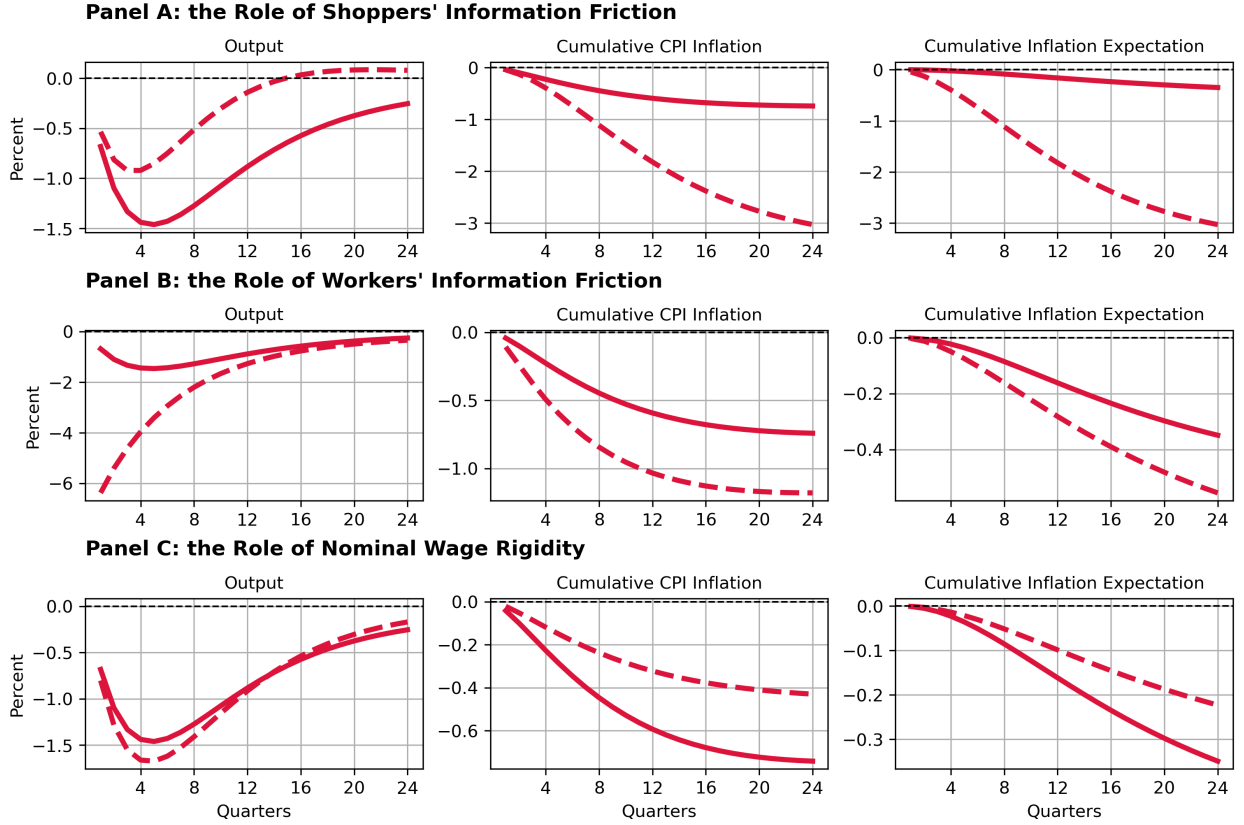 Panel A: the Role of Shoppers' Information Friction
Output
Cumulative CPI Inflation
Cumulative Inflation Expectation
Percent
0.0
−0.5
−1.0
−1.5
4 8 12 16 20 24
0
−1
−2
−3
4 8 12 16 20 24
0
−1
−2
−3
4 8 12 16 20 24
Panel B: the Role of Workers' Information Friction
Output
Cumulative CPI Inflation
Cumulative Inflation Expectation
Percent
0
−2
−4
−6
4 8 12 16 20 24
0.0
−0.5
−1.0
4 8 12 16 20 24
0.0
−0.2
−0.4
4 8 12 16 20 24
Panel C: the Role of Nominal Wage Rigidity
Output
Cumulative CPI Inflation
Cumulative Inflation Expectation
Percent
0.0
−0.5
−1.0
−1.5
4 8 12 16 20 24
Quarters
0.0
−0.2
−0.4
−0.6
4 8 12 16 20 24
Quarters
0.0
−0.1
−0.2
−0.3
4 8 12 16 20 24
Quarters